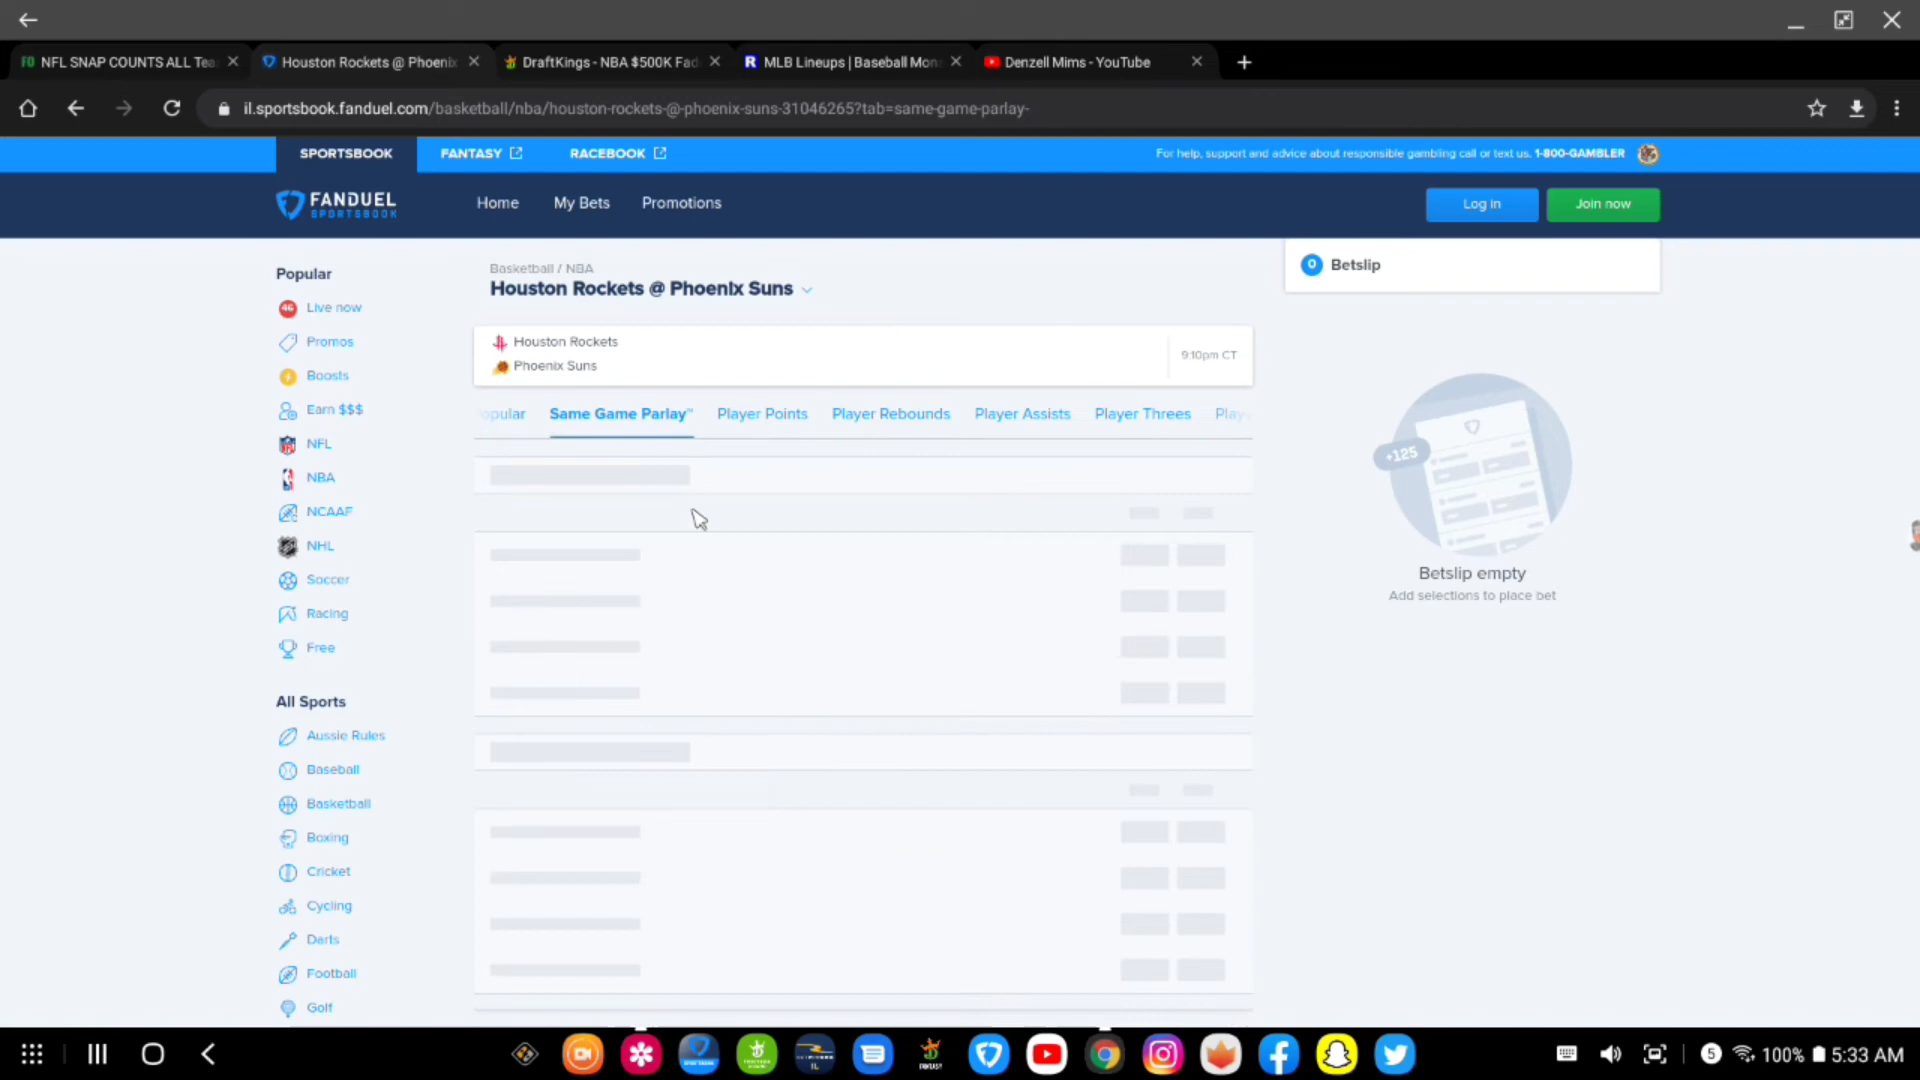 NFL SNAP COUNTS ALL Tea
Houston Rockets @ Phoenix
DraftKings - NBA $500K Fad
R MLB Lineups | Baseball Mon
Denzell Mims - YouTube
il.sportsbook.fanduel.com/basketball/nba/houston-rockets-@-phoenix-suns-31046265?tab=same-game-parlay-
SPORTSBOOK FANTASY RACEBOOK
For help, support and advice about responsible gambling call or text us. 1-800-GAMBLER
FANDUEL
SPORTSBOOK
Home My Bets Promotions
Log in Join now
Popular
46 Live now
Promos
Boosts
Earn $$$
NFL
NBA
NCAAF
NHL
Soccer
Racing
Free
All Sports
Aussie Rules
Baseball
Basketball
Boxing
Cricket
Cycling
Darts
Football
Golf
Basketball / NBA
Houston Rockets @ Phoenix Suns
Houston Rockets
Phoenix Suns
9:10pm CT
opular Same Game Parlay™ Player Points Player Rebounds Player Assists Player Threes Play
0 Betslip
+125
Betslip empty
Add selections to place bet
5 100% 5:33 AM